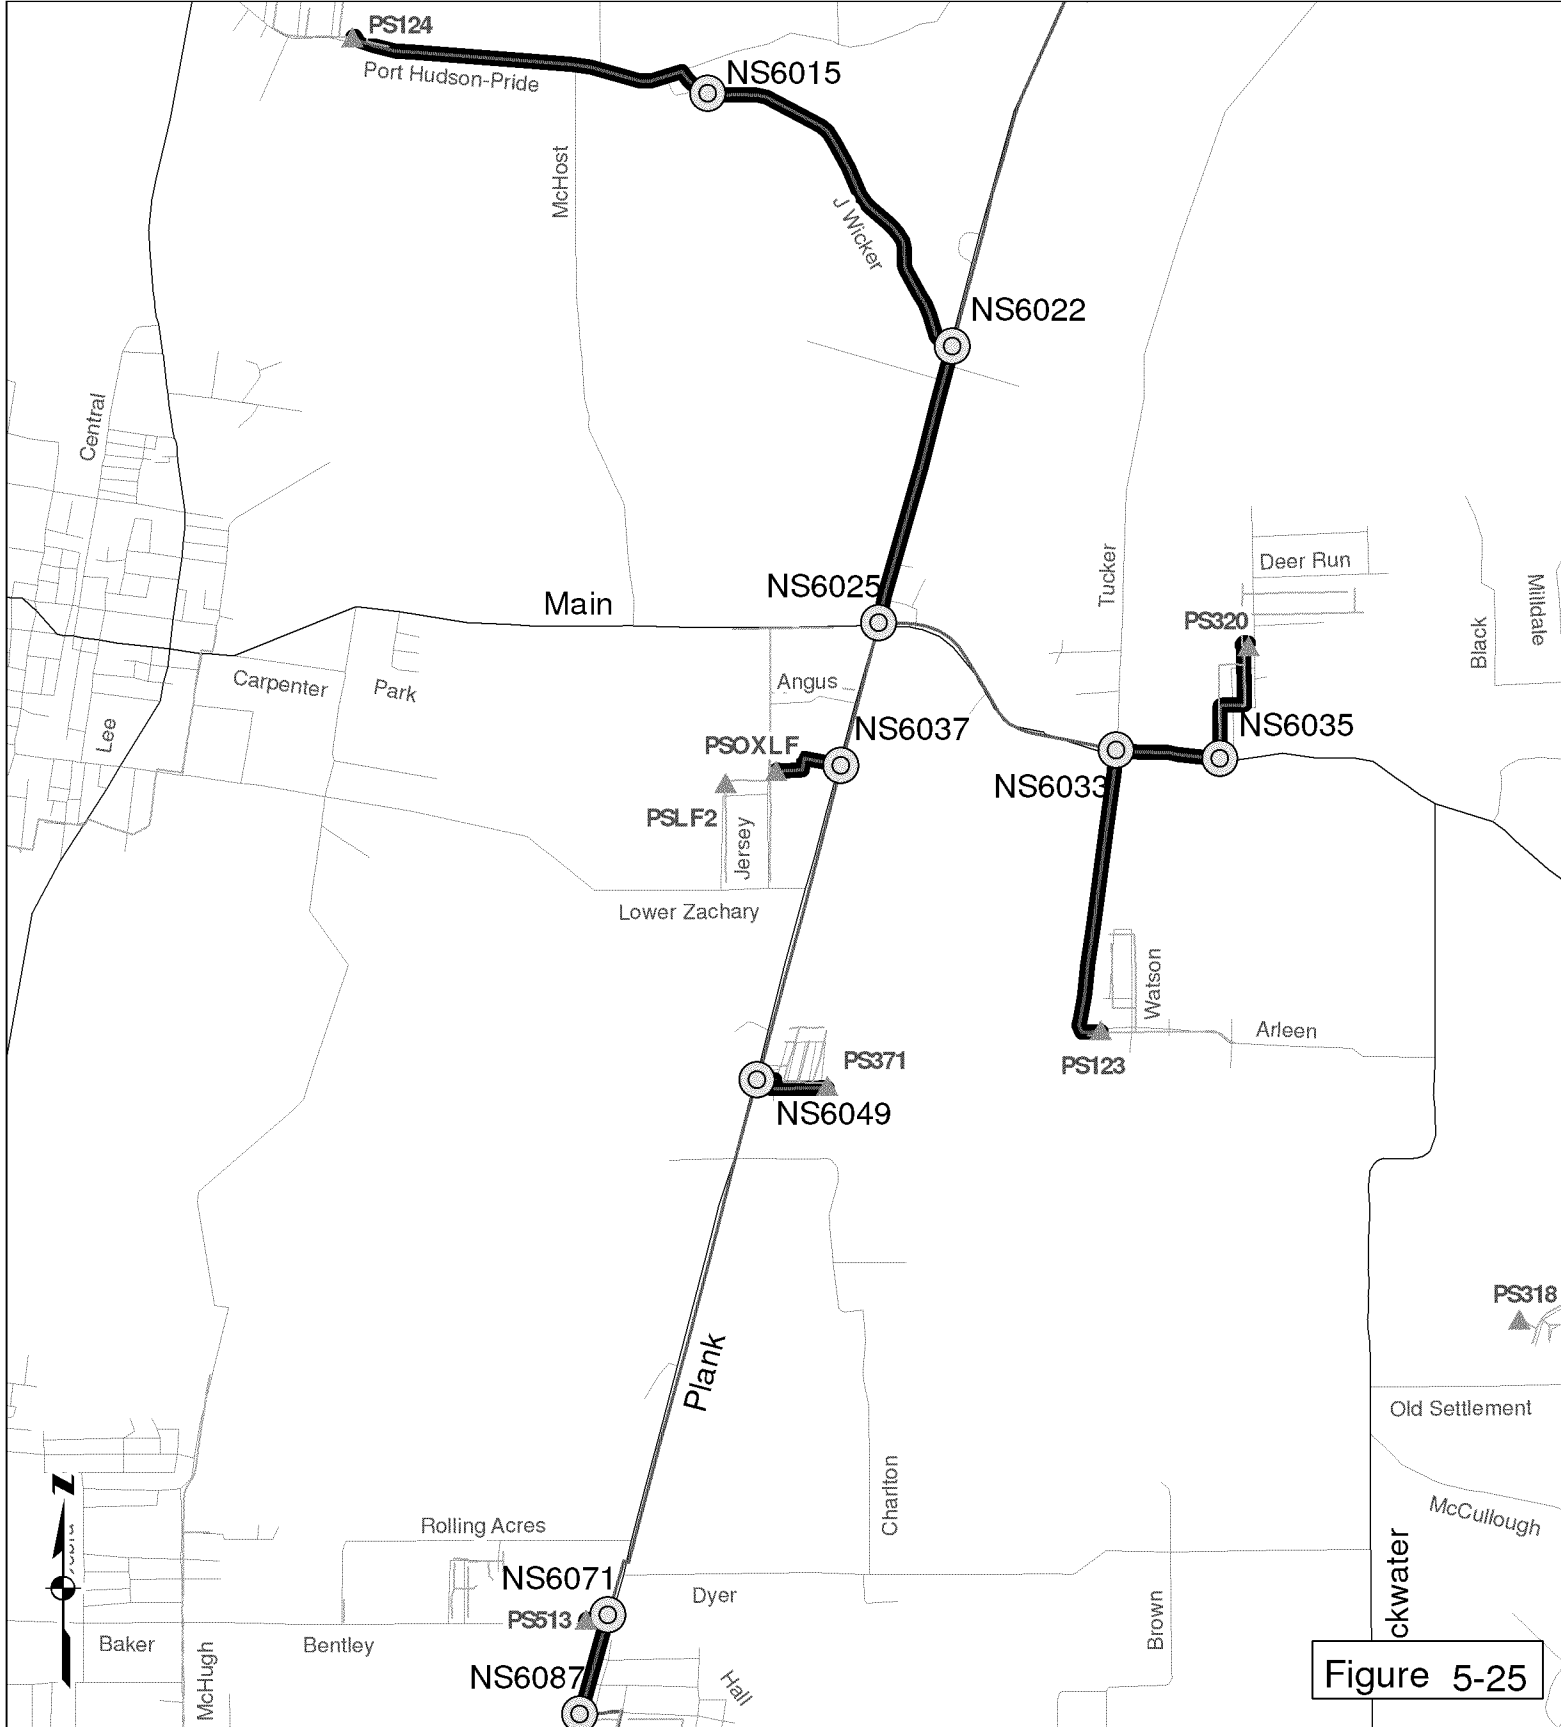 PS124
Port Hudson-Pride
NS6015
McHost
J Wicker
NS6022
Central
NS6025
Main
Tucker
Deer Run
Milldale
Black
PS320
Carpenter
Park
Angus
Lee
NS6037
NS6035
PSOXLF
NS6033
PSLF2
Jersey
Lower Zachary
Watson
Arleen
PS371
PS123
NS6049
PS318
Plank
Old Settlement
Charlton
McCullough
Z
Rolling Acres
ckwater
NS6071
Dyer
PS513
Brown
Baker
Bentley
McHugh
NS6087
Hall
Figure 5-25